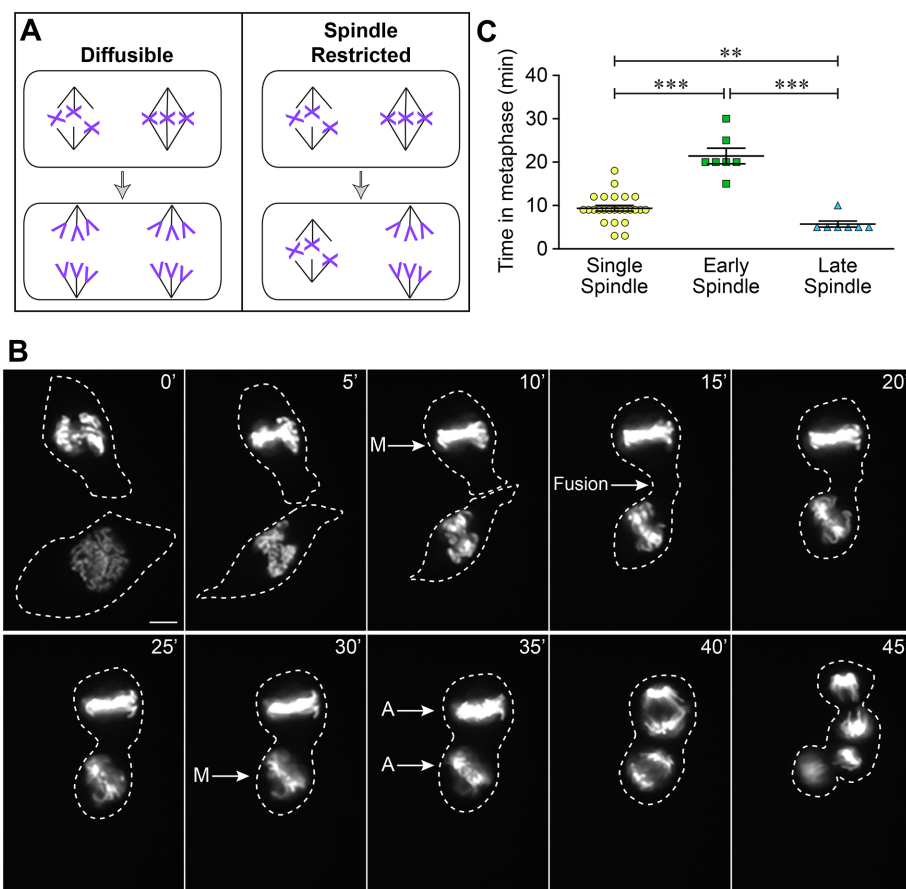 A
Diffusible
Spindle
Restricted
C
Time in metaphase (min)
40
30
20
10
0
**
*** ***
Single
Spindle
Early
Spindle
Late
Spindle
B
0’
5’
10’
15’
20’
M
Fusion
25’
30’
35’
40’
45
M
A
A